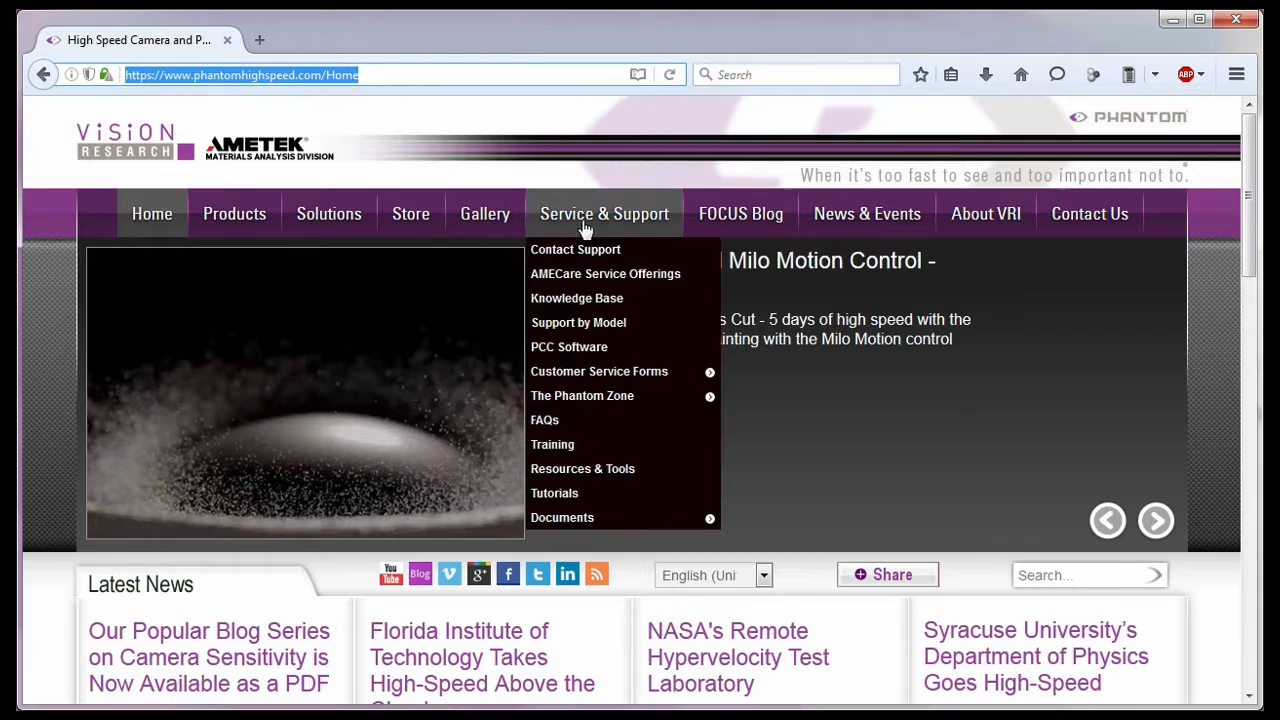 High Speed Camera and P...
https://www.phantomhighspeed.com/Home
Search
ABP
ViSiON
RESEARCH
AMETEK®
MATERIALS ANALYSIS DIVISION
PHANTOM
When it's too fast to see and too important not to.®
Home
Products
Solutions
Store
Gallery
Service & Support
FOCUS Blog
News & Events
About VRI
Contact Us
Contact Support
AMECare Service Offerings
Knowledge Base
Support by Model
PCC Software
Customer Service Forms
The Phantom Zone
FAQs
Training
Resources & Tools
Tutorials
Documents
Milo Motion Control -
s Cut - 5 days of high speed with the
inting with the Milo Motion control
Latest News
You
Tube
Blog
English (Uni
Share
Search...
Our Popular Blog Series
on Camera Sensitivity is
Now Available as a PDF
Florida Institute of
Technology Takes
High-Speed Above the
NASA's Remote
Hypervelocity Test
Laboratory
Syracuse University's
Department of Physics
Goes High-Speed